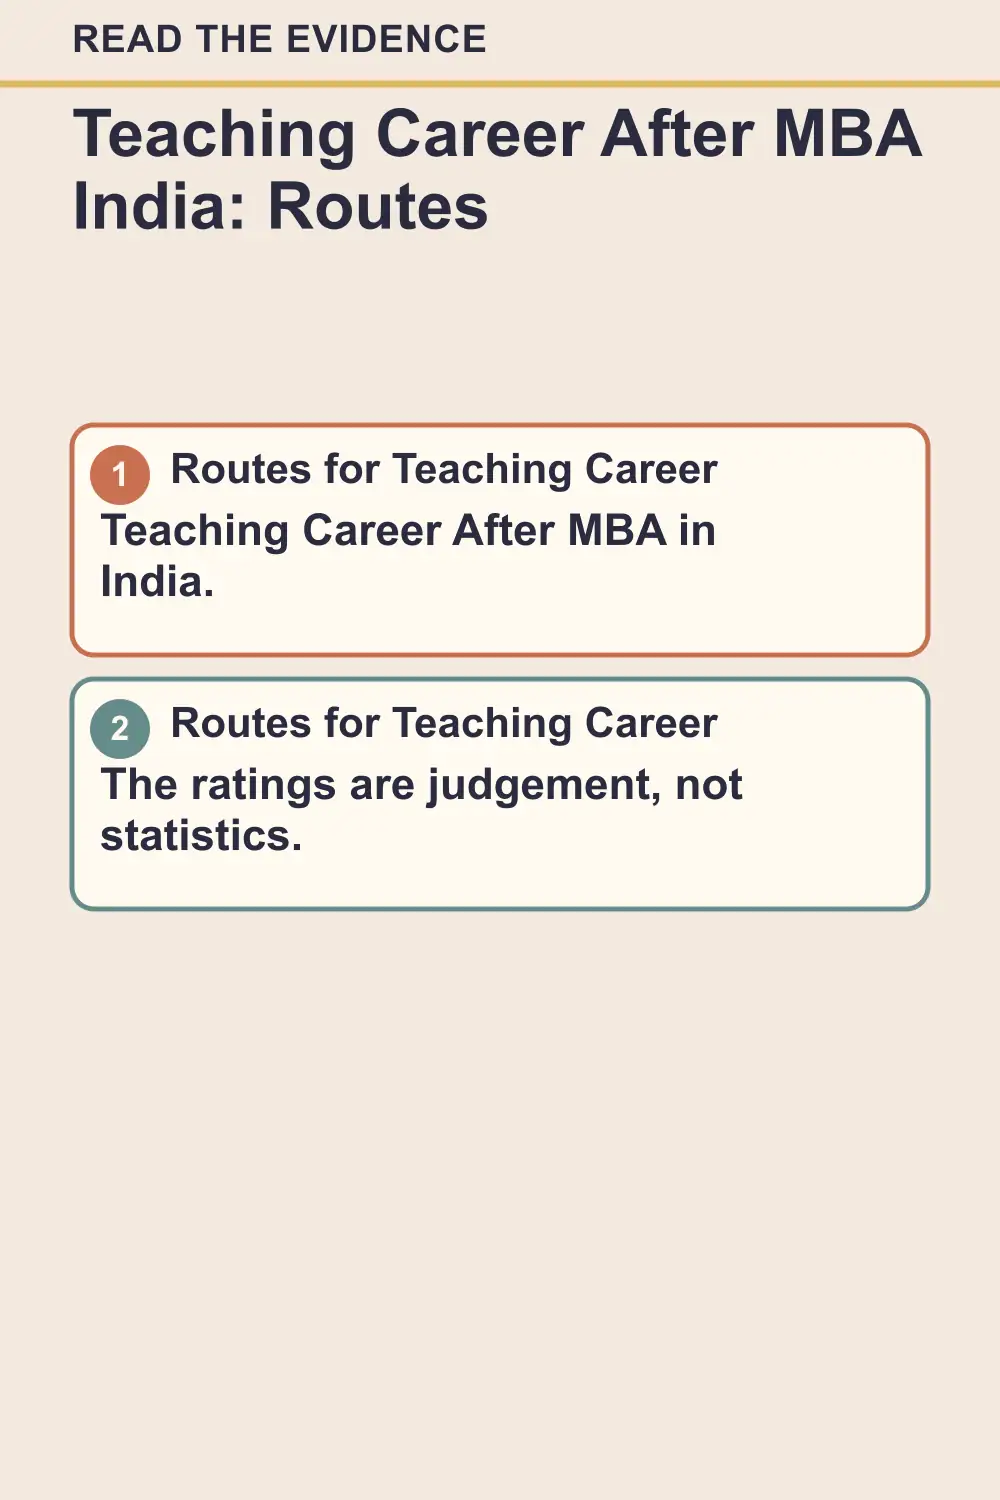 READ THE EVIDENCE
Teaching Career After MBA
India: Routes
1 Routes for Teaching Career
Teaching Career After MBA in
India.
2 Routes for Teaching Career
The ratings are judgement, not
statistics.